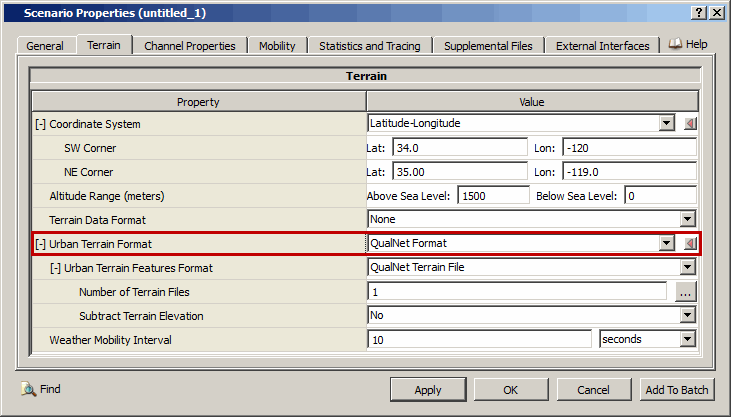 Scenario Properties (untitled_1)
General Terrain Channel Properties Mobility Statistics and Tracing Supplemental Files External Interfaces Help
Terrain
Property Value
[-] Coordinate System Latitude-Longitude
SW Corner Lat: 34.0 Lon: -120
NE Corner Lat: 35.00 Lon: -119.0
Altitude Range (meters) Above Sea Level: 1500 Below Sea Level: 0
Terrain Data Format None
[-] Urban Terrain Format QualNet Format
[-] Urban Terrain Features Format QualNet Terrain File
Number of Terrain Files 1 ...
Subtract Terrain Elevation No
Weather Mobility Interval 10 seconds
Find Apply OK Cancel Add To Batch